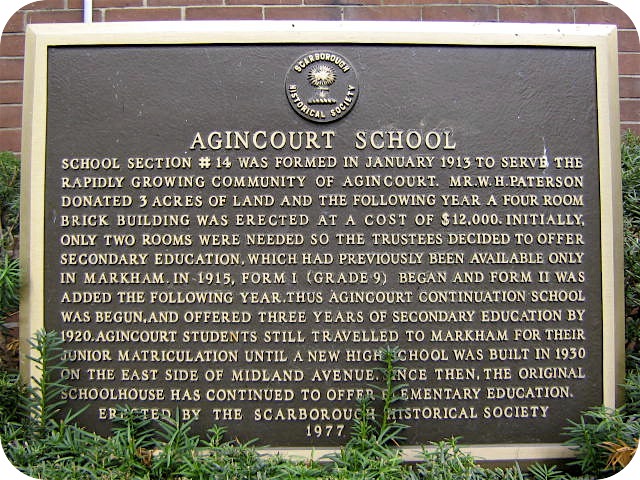 SCARBOROUGH
HISTORICAL SOCIETY
AGINCOURT SCHOOL
SCHOOL SECTION # 14 WAS FORMED IN JANUARY 1913 TO SERVE THE
RAPIDLY GROWING COMMUNITY OF AGINCOURT. MR.W.H.PATERSON
DONATED 3 ACRES OF LAND AND THE FOLLOWING YEAR A FOUR ROOM
BRICK BUILDING WAS ERECTED AT A COST OF $12,000. INITIALLY,
ONLY TWO ROOMS WERE NEEDED SO THE TRUSTEES DECIDED TO OFFER
SECONDARY EDUCATION, WHICH HAD PREVIOUSLY BEEN AVAILABLE ONLY
IN MARKHAM. IN 1915, FORM I (GRADE 9) BEGAN AND FORM II WAS
ADDED THE FOLLOWING YEAR. THUS AGINCOURT CONTINUATION SCHOOL
WAS BEGUN, AND OFFERED THREE YEARS OF SECONDARY EDUCATION BY
1920. AGINCOURT STUDENTS STILL TRAVELLED TO MARKHAM FOR THEIR
JUNIOR MATRICULATION UNTIL A NEW HIGH SCHOOL WAS BUILT IN 1930
ON THE EAST SIDE OF MIDLAND AVENUE. SINCE THEN, THE ORIGINAL
SCHOOLHOUSE HAS CONTINUED TO OFFER ELEMENTARY EDUCATION.
ERECTED BY THE SCARBOROUGH HISTORICAL SOCIETY
1977